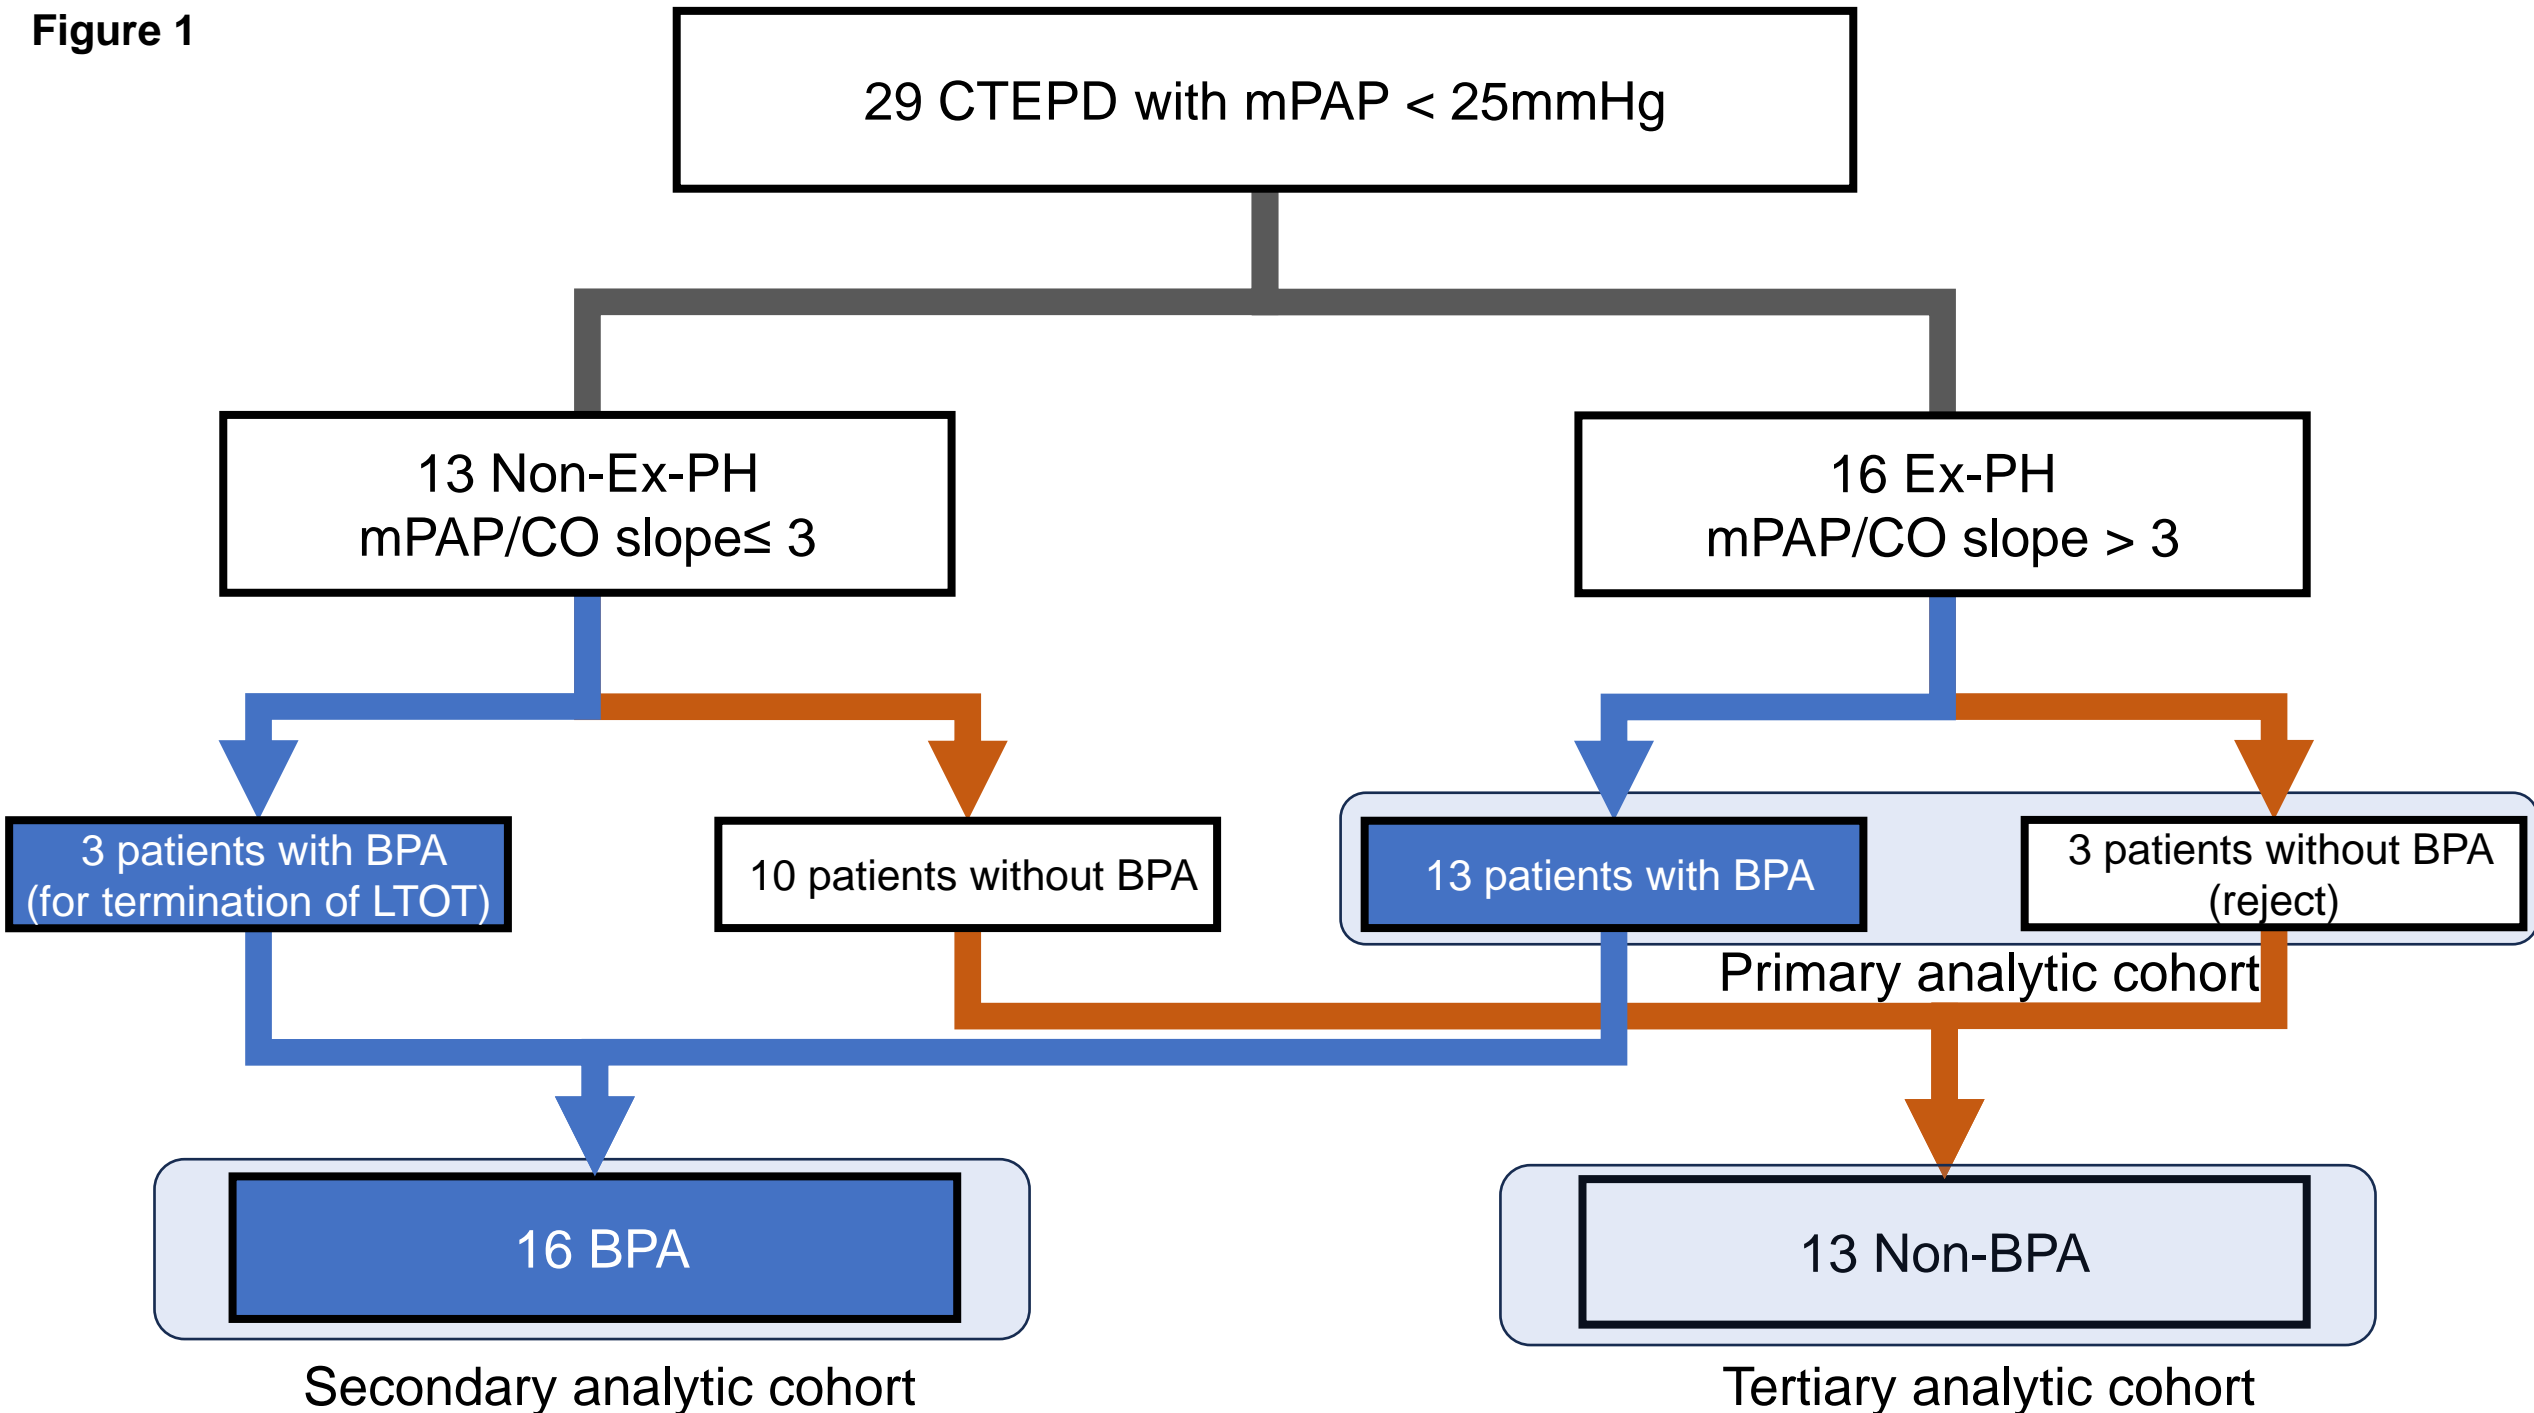 Figure 1
29 CTEPD with mPAP < 25mmHg
13 Non-Ex-PH
mPAP/CO slope≤ 3
16 Ex-PH
mPAP/CO slope > 3
3 patients with BPA
(for termination of LTOT)
10 patients without BPA
13 patients with BPA
3 patients without BPA
(reject)
Primary analytic cohort
16 BPA
13 Non-BPA
Secondary analytic cohort
Tertiary analytic cohort